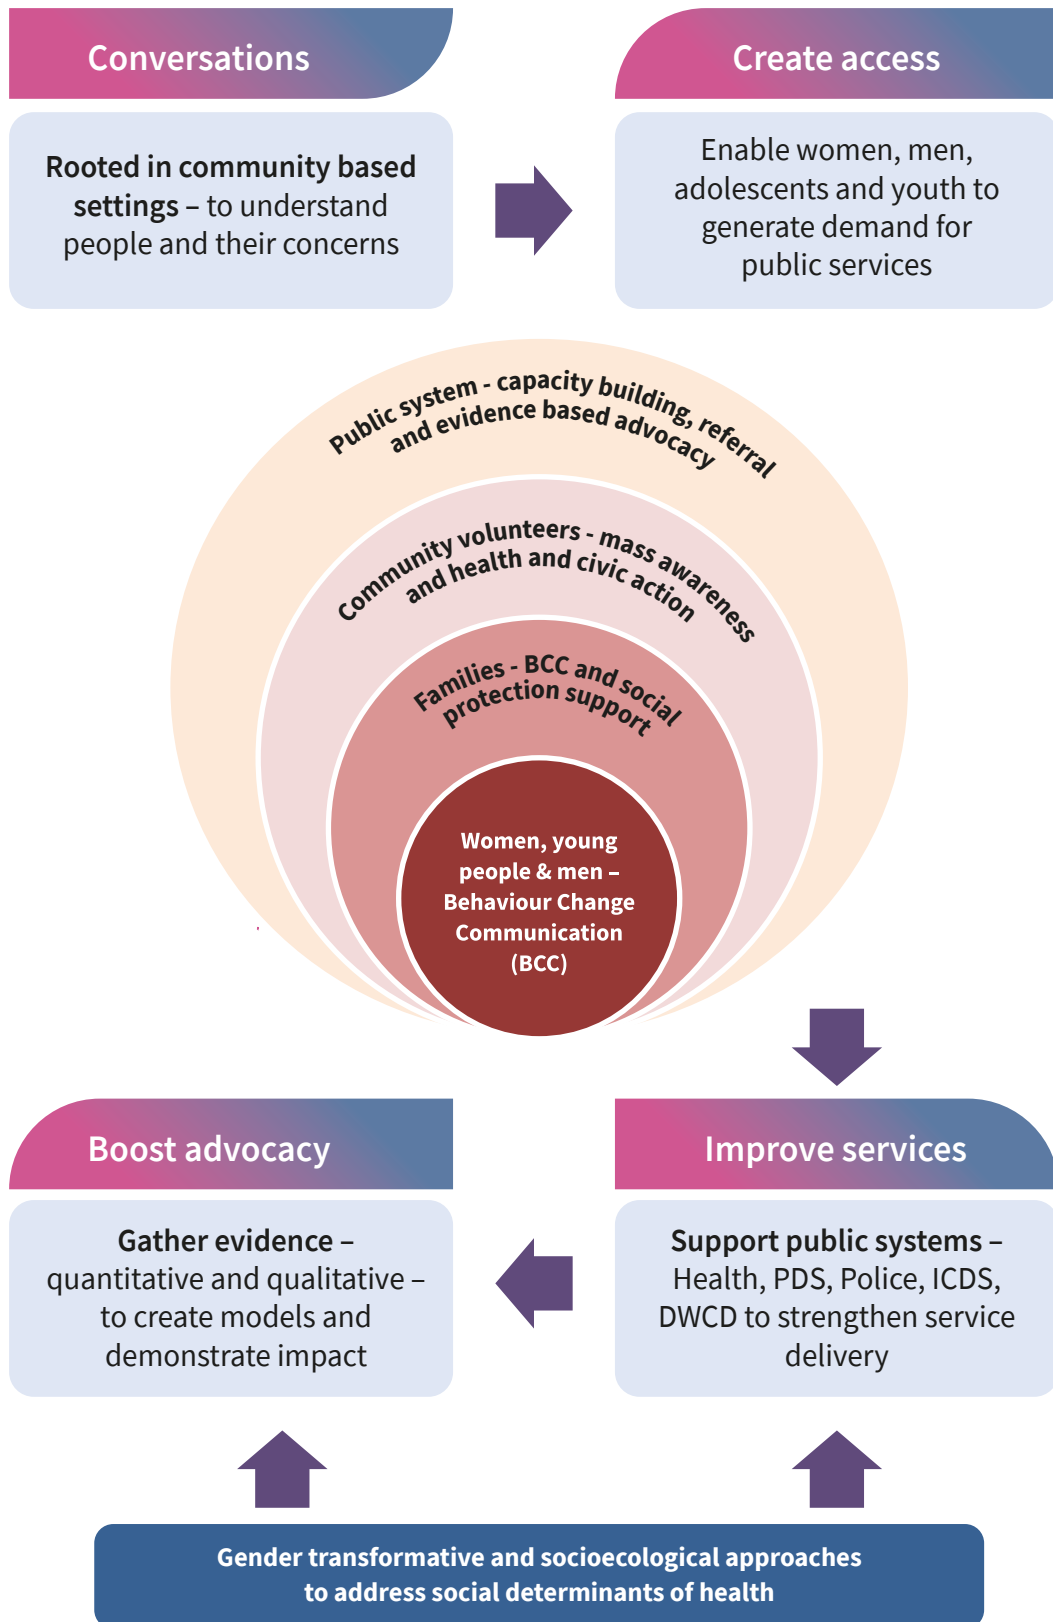 Conversations
Rooted in community based
settings – to understand
people and their concerns
Create access
Enable women, men,
adolescents and youth to
generate demand for
public services
Public system - capacity building, referral
and evidence based advocacy
Community volunteers - mass awareness
and health and civic action
Families - BCC and social
protection support
Women, young
people & men –
Behaviour Change
Communication
(BCC)
Boost advocacy
Gather evidence –
quantitative and qualitative –
to create models and
demonstrate impact
Improve services
Support public systems –
Health, PDS, Police, ICDS,
DWCD to strengthen service
delivery
Gender transformative and socioecological approaches
to address social determinants of health